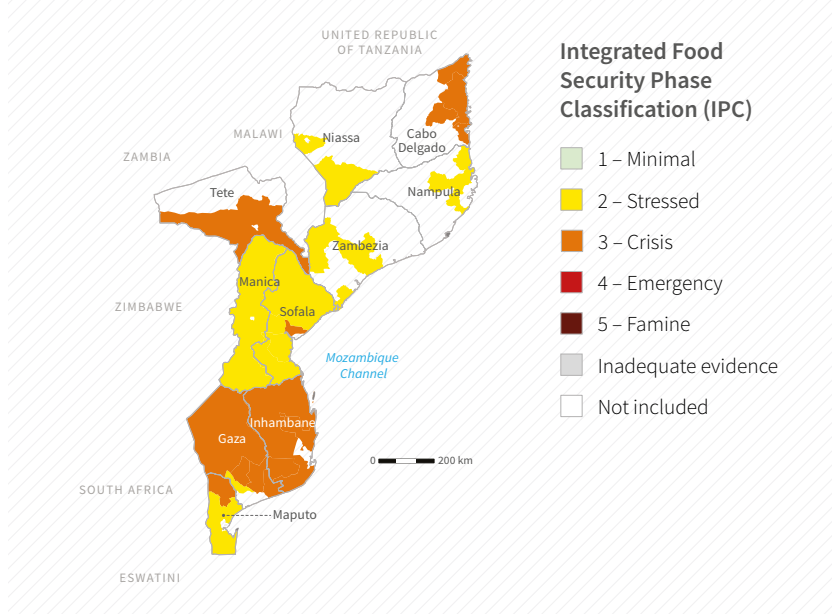 UNITED REPUBLIC
OF TANZANIA
Integrated Food
Security Phase
Classification (IPC)
MALAWI
Niassa
Cabo
Delgado
ZAMBIA
1 – Minimal
Tete
Nampula
2 – Stressed
Zambezia
3 – Crisis
Manica
4 – Emergency
ZIMBABWE
Sofala
5 – Famine
Mozambique
Channel
Inadequate evidence
Not included
Inhambane
Gaza
0
200 km
SOUTH AFRICA
Maputo
ESWATINI